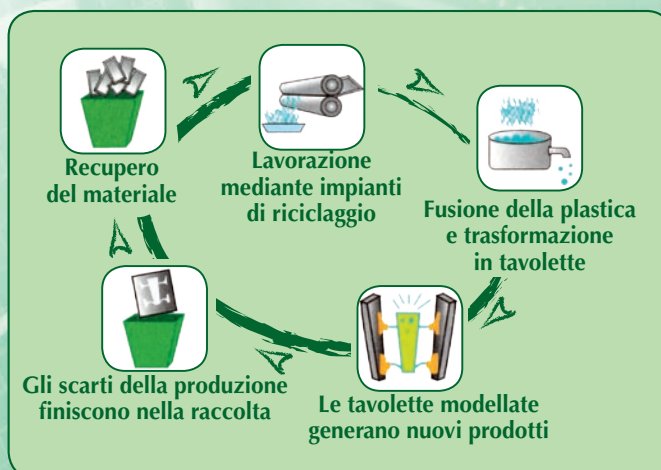 Recupero
del materiale
Lavorazione
mediante impianti
di riciclaggio
Fusione della plastica
e trasformazione
in tavolette
Le tavolette modellate
generano nuovi prodotti
Gli scarti della produzione
finiscono nella raccolta